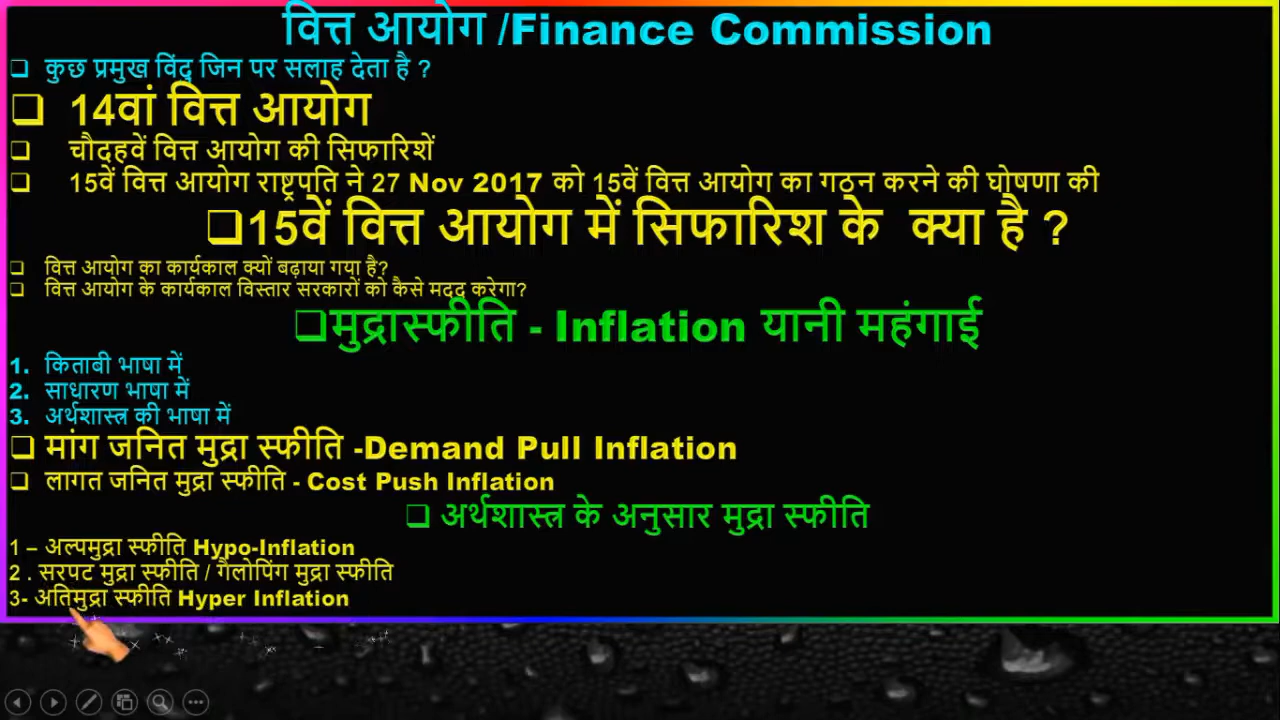 वित्त आयोग /Finance Commission
कुछ प्रमुख विंदु जिन पर सलाह देता है ?
14वां वित्त आयोग
चौदहवें वित्त आयोग की सिफारिशें
15वें वित्त आयोग राष्ट्रपति ने 27 Nov 2017 को 15वें वित्त आयोग का गठन करने की घोषणा की
15वें वित्त आयोग में सिफारिश के क्या है ?
वित्त आयोग का कार्यकाल क्यों बढ़ाया गया है?
वित्त आयोग के कार्यकाल विस्तार सरकारों को कैसे मदद करेगा?
मुद्रास्फीति - Inflation यानी महंगाई
1. किताबी भाषा में
2. साधारण भाषा में
3. अर्थशास्त्र की भाषा में
मांग जनित मुद्रा स्फीति -Demand Pull Inflation
लागत जनित मुद्रा स्फीति - Cost Push Inflation
अर्थशास्त्र के अनुसार मुद्रा स्फीति
1 – अल्पमुद्रा स्फीति Hypo-Inflation
2 . सरपट मुद्रा स्फीति / गैलोपिंग मुद्रा स्फीति
3- अतिमुद्रा स्फीति Hyper Inflation